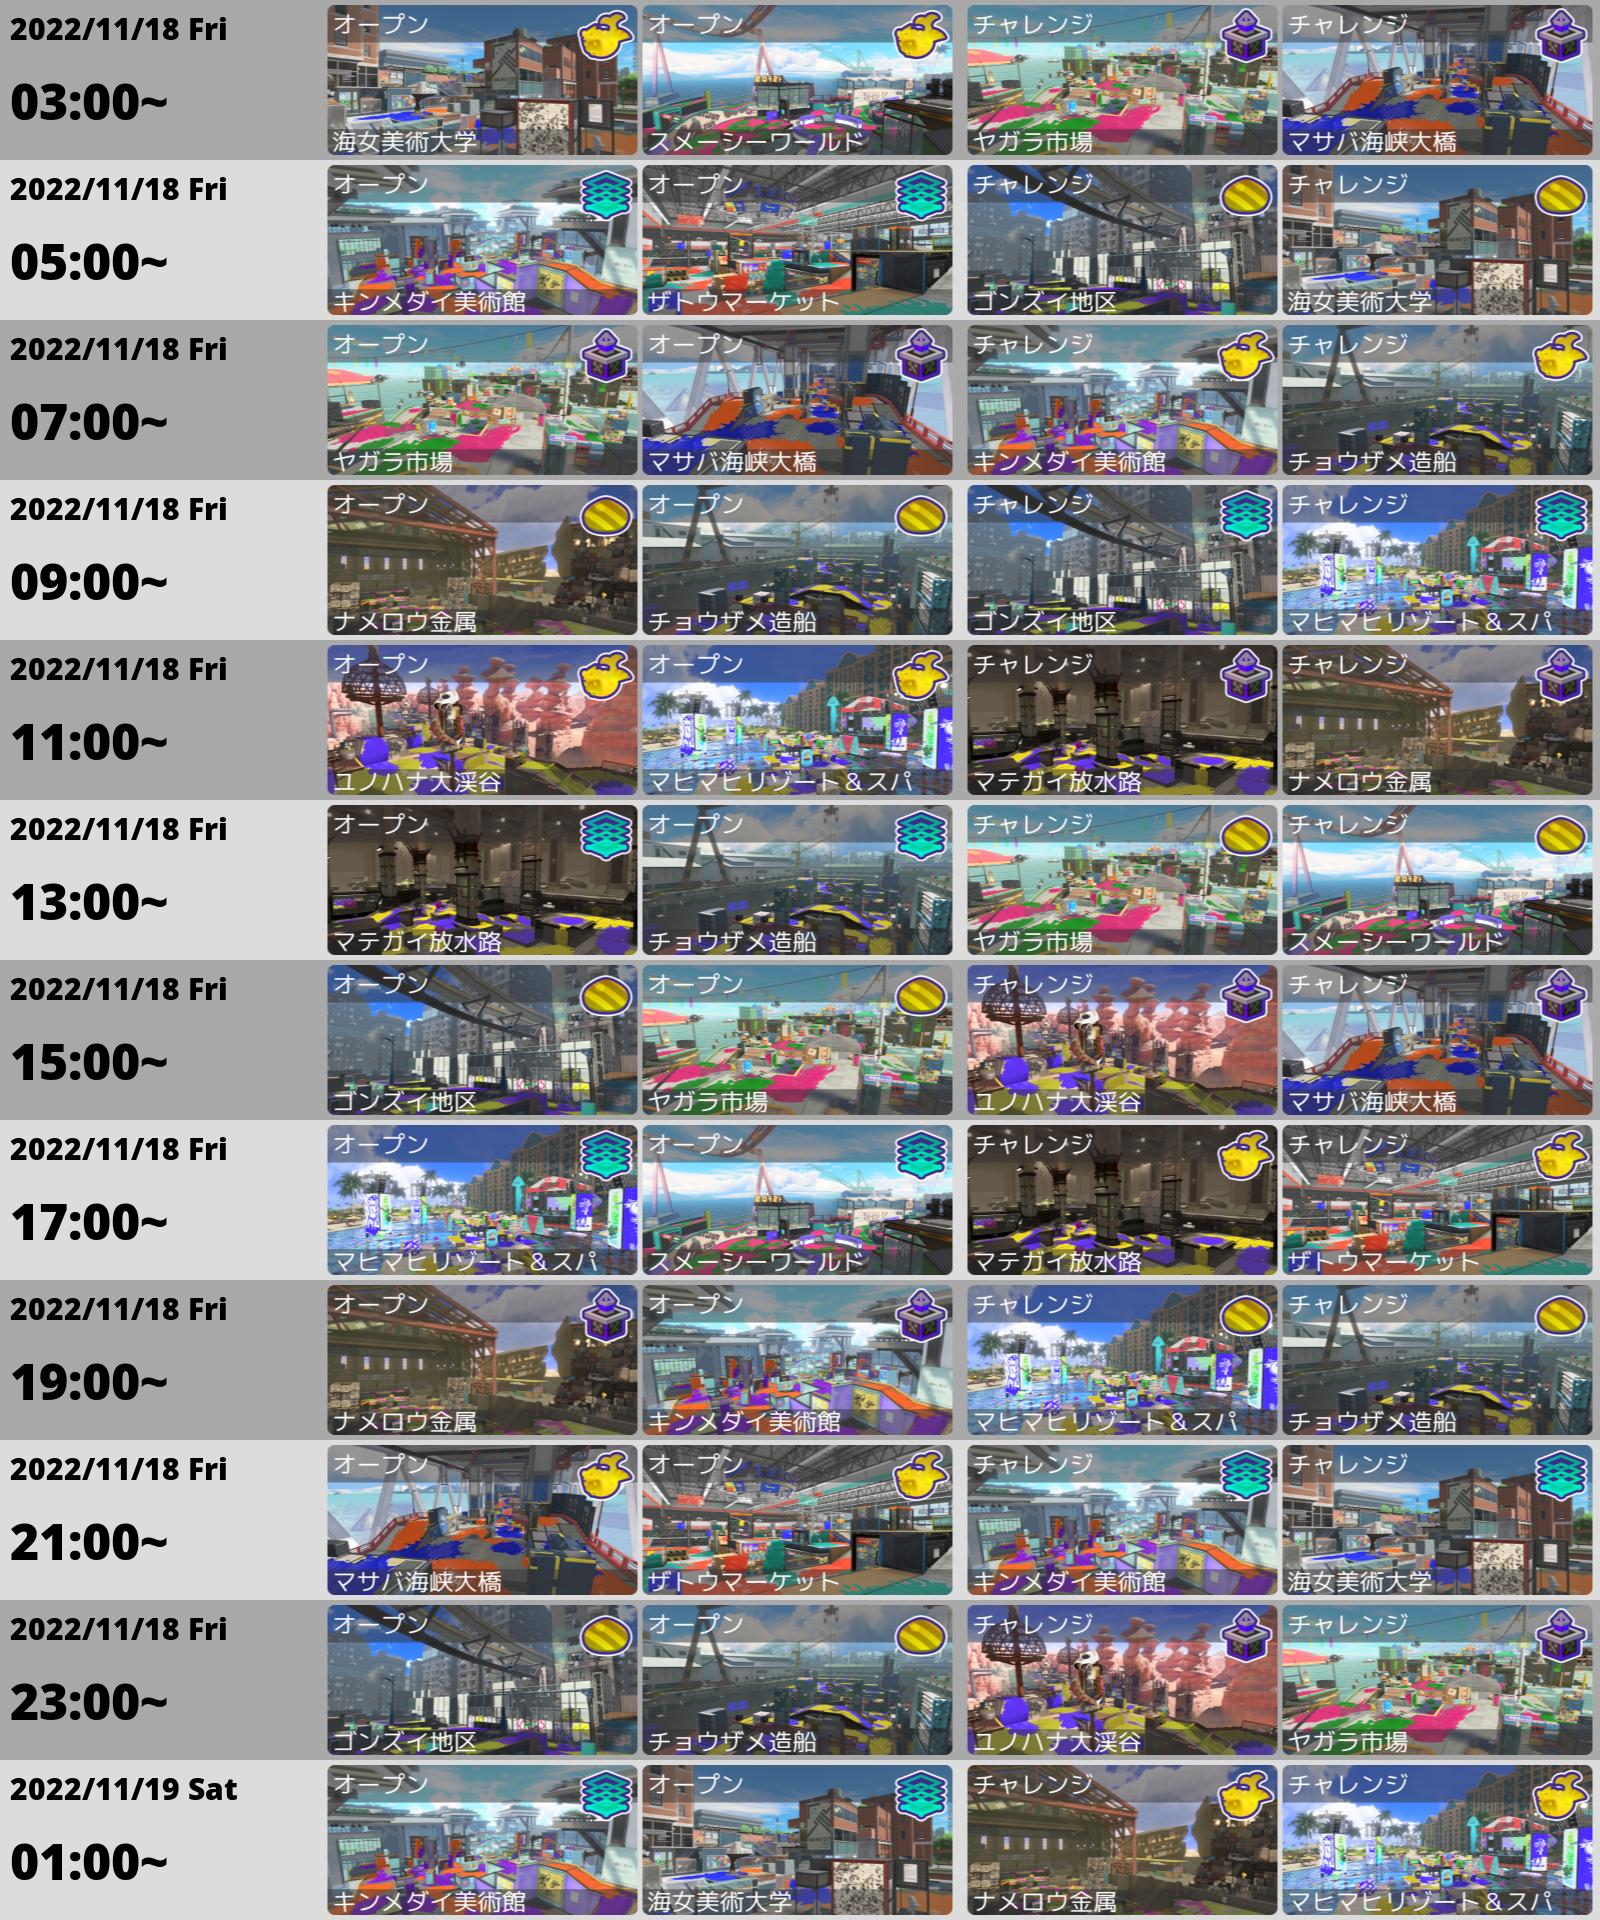 2022/11/18 Fri
03:00~
オープン
海女美術大学
オープン
スメーシーワールド
チャレンジ
ヤガラ市場
チャレンジ
マサバ海峡大橋
2022/11/18 Fri
05:00~
オープン
キンメダイ美術館
オープン
ザトウマーケット
チャレンジ
ゴンズイ地区
チャレンジ
海女美術大学
2022/11/18 Fri
07:00~
オープン
ヤガラ市場
オープン
マサバ海峡大橋
チャレンジ
キンメダイ美術館
チャレンジ
チョウザメ造船
2022/11/18 Fri
09:00~
オープン
ナメロウ金属
オープン
チョウザメ造船
チャレンジ
ゴンズイ地区
チャレンジ
マヒマヒリゾート＆スパ
2022/11/18 Fri
11:00~
オープン
ユノハナ大渓谷
オープン
マヒマヒリゾート＆スパ
チャレンジ
マテガイ放水路
チャレンジ
ナメロウ金属
2022/11/18 Fri
13:00~
オープン
マテガイ放水路
オープン
チョウザメ造船
チャレンジ
ヤガラ市場
チャレンジ
スメーシーワールド
2022/11/18 Fri
15:00~
オープン
ゴンズイ地区
オープン
ヤガラ市場
チャレンジ
ユノハナ大渓谷
チャレンジ
マサバ海峡大橋
2022/11/18 Fri
17:00~
オープン
マヒマヒリゾート＆スパ
オープン
スメーシーワールド
チャレンジ
マテガイ放水路
チャレンジ
ザトウマーケット
2022/11/18 Fri
19:00~
オープン
ナメロウ金属
オープン
キンメダイ美術館
チャレンジ
マヒマヒリゾート＆スパ
チャレンジ
チョウザメ造船
2022/11/18 Fri
21:00~
オープン
マサバ海峡大橋
オープン
ザトウマーケット
チャレンジ
キンメダイ美術館
チャレンジ
海女美術大学
2022/11/18 Fri
23:00~
オープン
ゴンズイ地区
オープン
チョウザメ造船
チャレンジ
ユノハナ大渓谷
チャレンジ
ヤガラ市場
2022/11/19 Sat
01:00~
オープン
キンメダイ美術館
オープン
海女美術大学
チャレンジ
ナメロウ金属
チャレンジ
マヒマヒリゾート＆スパ